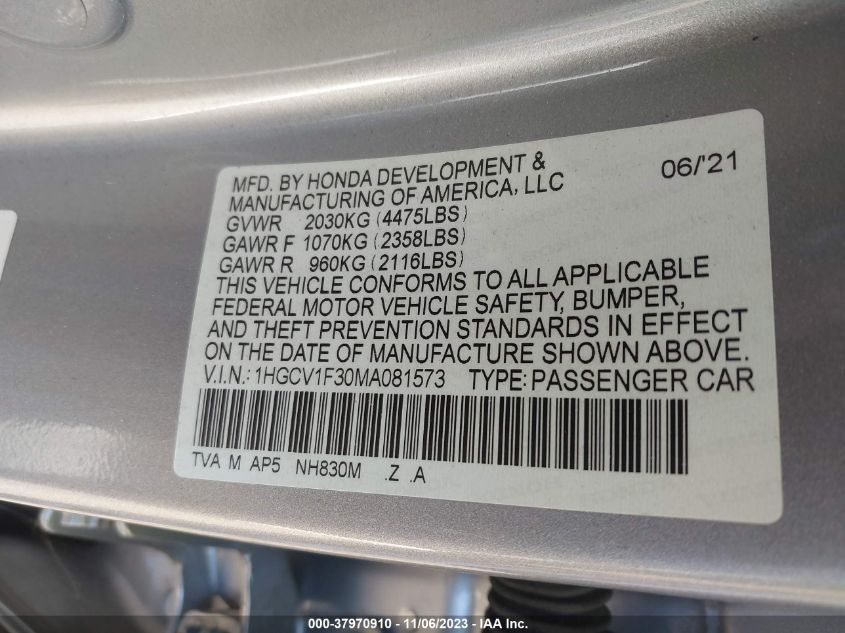 MFD. BY HONDA DEVELOPMENT & 06/'21
MANUFACTURING OF AMERICA, LLC
GVWR 2030KG (4475LBS)
GAWR F 1070KG (2358LBS)
GAWR R 960KG (2116LBS)
THIS VEHICLE CONFORMS TO ALL APPLICABLE
FEDERAL MOTOR VEHICLE SAFETY, BUMPER,
AND THEFT PREVENTION STANDARDS IN EFFECT
ON THE DATE OF MANUFACTURE SHOWN ABOVE.
V.I.N.: 1HGCV1F30MA081573 TYPE: PASSENGER CAR
TVA M AP5 NH830M .Z .A
000-37970910 - 11/06/2023 - IAA Inc.